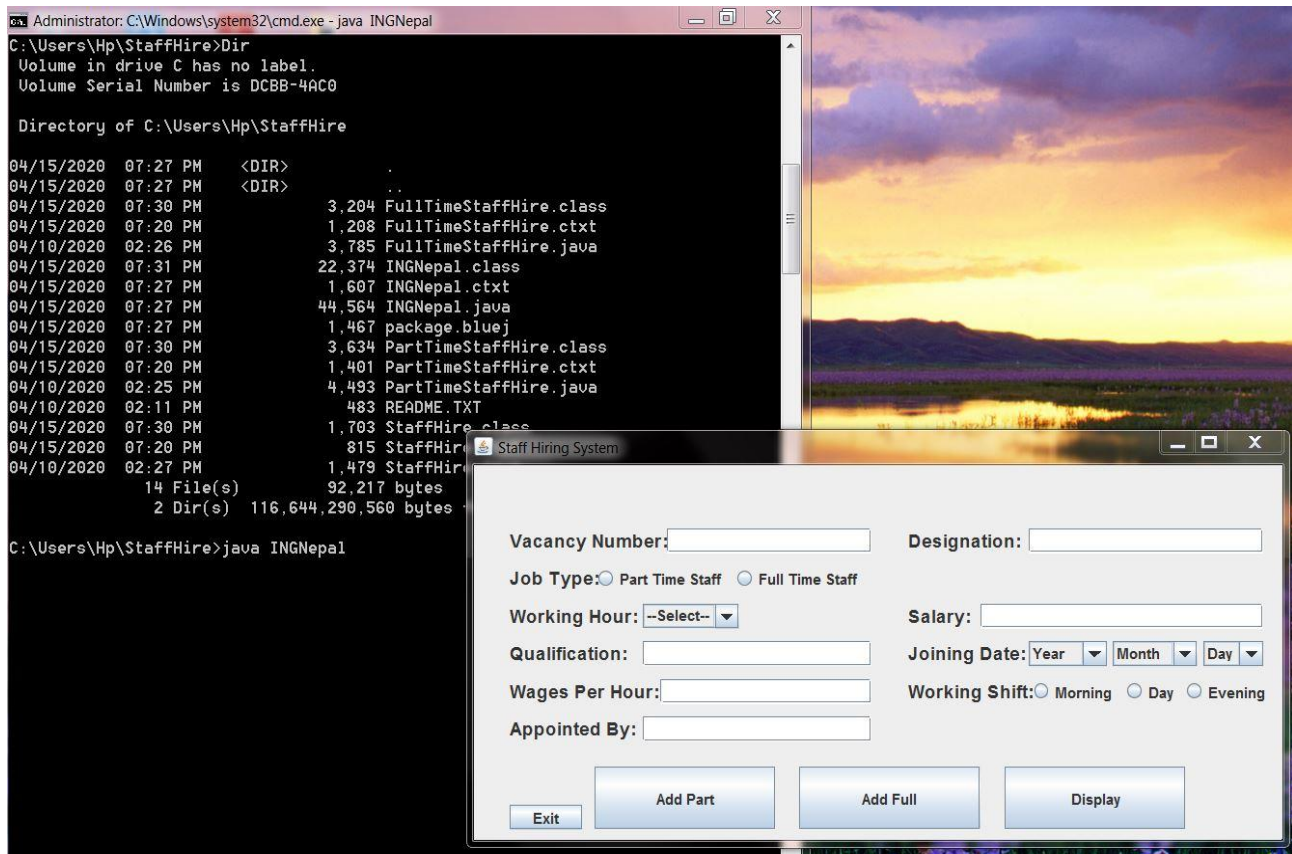 Administrator: C:\Windows\system32\cmd.exe - java INGNepal
C:\Users\Hp\StaffHire>Dir
Volume in drive C has no label.
Volume Serial Number is DCBB-4AC0
Directory of C:\Users\Hp\StaffHire
04/15/2020 07:27 PM <DIR> .
04/15/2020 07:27 PM <DIR> ..
04/15/2020 07:30 PM 3,204 FullTimeStaffHire.class
04/15/2020 07:20 PM 1,208 FullTimeStaffHire.ctxt
04/10/2020 02:26 PM 3,785 FullTimeStaffHire.java
04/15/2020 07:31 PM 22,374 INGNepal.class
04/15/2020 07:27 PM 1,607 INGNepal.ctxt
04/15/2020 07:27 PM 44,564 INGNepal.java
04/15/2020 07:27 PM 1,467 package.bluej
04/15/2020 07:30 PM 3,634 PartTimeStaffHire.class
04/15/2020 07:20 PM 1,401 PartTimeStaffHire.ctxt
04/10/2020 02:25 PM 4,493 PartTimeStaffHire.java
04/10/2020 02:11 PM 483 README.TXT
04/15/2020 07:30 PM 1,703 StaffHire.class
04/15/2020 07:20 PM 815 StaffHire
04/10/2020 02:27 PM 1,479 StaffHire
14 File(s) 92,217 bytes
2 Dir(s) 116,644,290,560 bytes
C:\Users\Hp\StaffHire>java INGNepal
Staff Hiring System
Vacancy Number: Designation:
Job Type: Part Time Staff Full Time Staff
Working Hour: --Select-- Salary:
Qualification: Joining Date: Year Month Day
Wages Per Hour: Working Shift: Morning Day Evening
Appointed By:
Exit Add Part Add Full Display